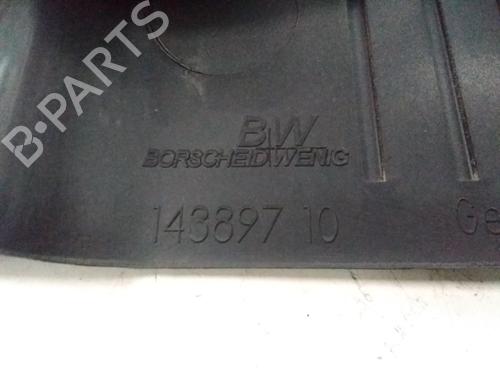 B-PARTS
BW
BORSCHEIDWENIG
143897 10
Ge